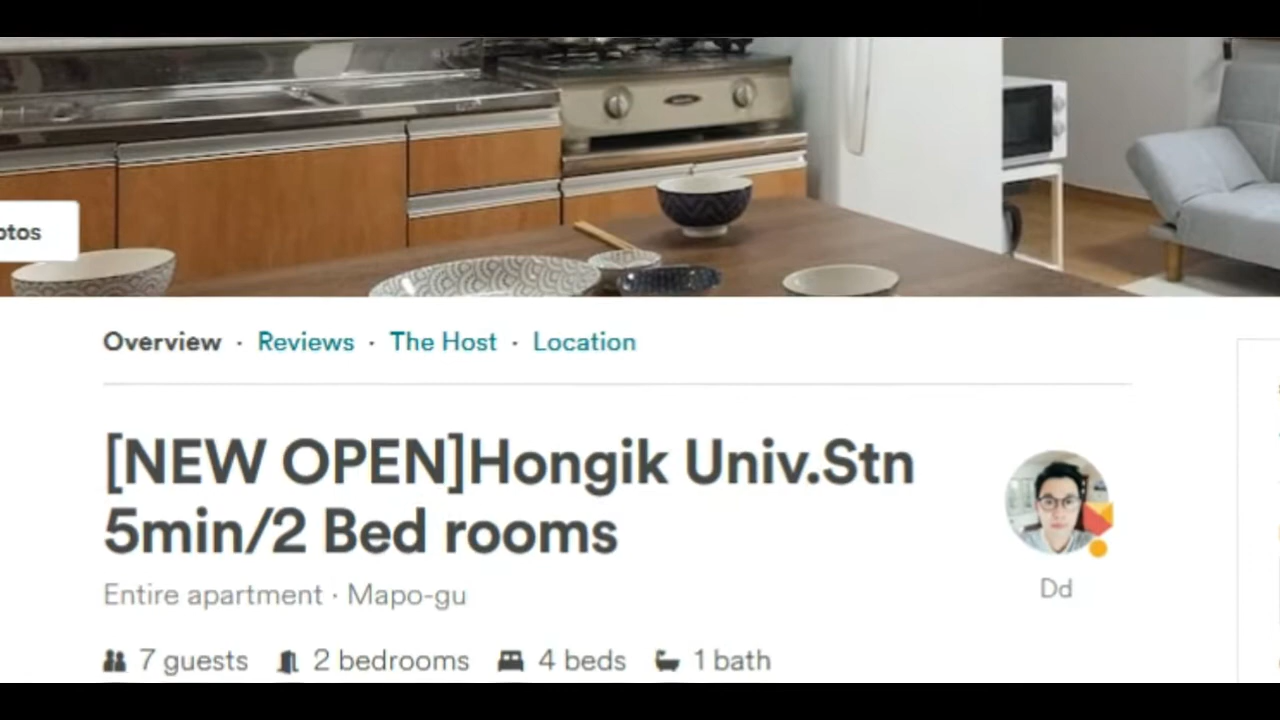 otos
Overview · Reviews · The Host · Location
[NEW OPEN]Hongik Univ.Stn
5min/2 Bed rooms
Entire apartment · Mapo-gu
Dd
7 guests 2 bedrooms 4 beds 1 bath